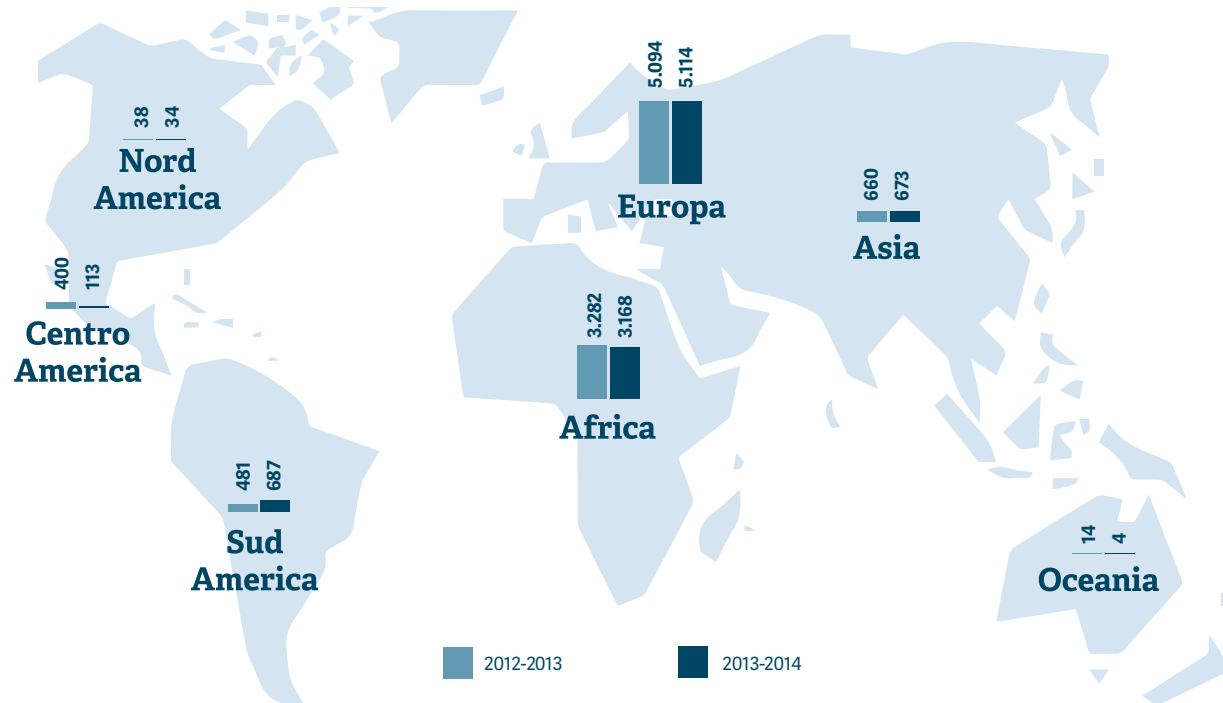 38
34
Nord
America
5.094
5.114
Europa
660
673
Asia
400
113
Centro
America
3.282
3.168
Africa
481
687
Sud
America
14
4
Oceania
2012-2013
2013-2014